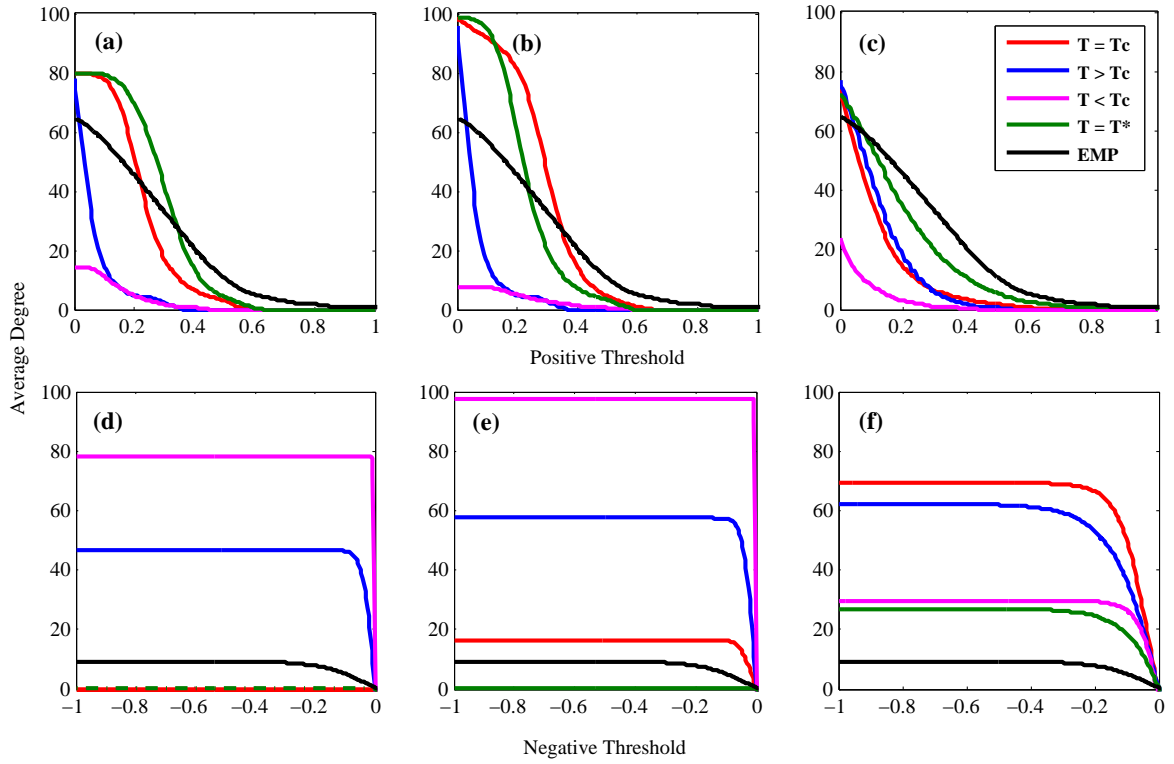 100
80
60
40
20
0
(a)
0 0.2 0.4 0.6 0.8 1
100
80
60
40
20
0
(b)
0 0.2 0.4 0.6 0.8 1
100
80
60
40
20
0
(c)
0 0.2 0.4 0.6 0.8 1
T = Tc
T > Tc
T < Tc
T = T*
EMP
Positive Threshold
Average Degree
100
80
60
40
20
0
(d)
−1 −0.8 −0.6 −0.4 −0.2 0
100
80
60
40
20
0
(e)
−1 −0.8 −0.6 −0.4 −0.2 0
100
80
60
40
20
0
(f)
−1 −0.8 −0.6 −0.4 −0.2 0
Negative Threshold